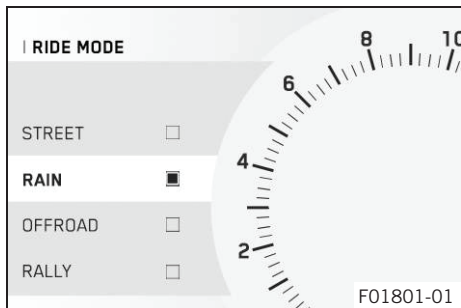 RIDE MODE
STREET
RAIN
OFFROAD
RALLY
2
4
6
8
10
F01801-01